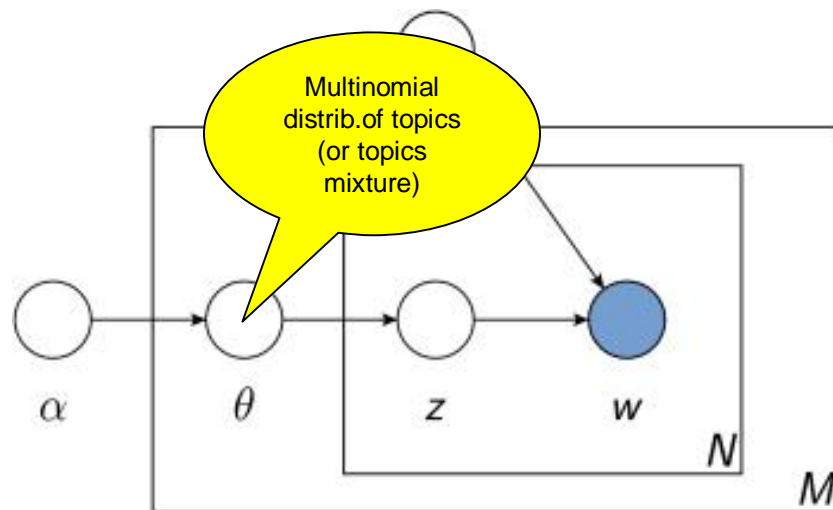 Multinomial
distrib.of topics
(or topics
mixture)
α θ z w
N
M